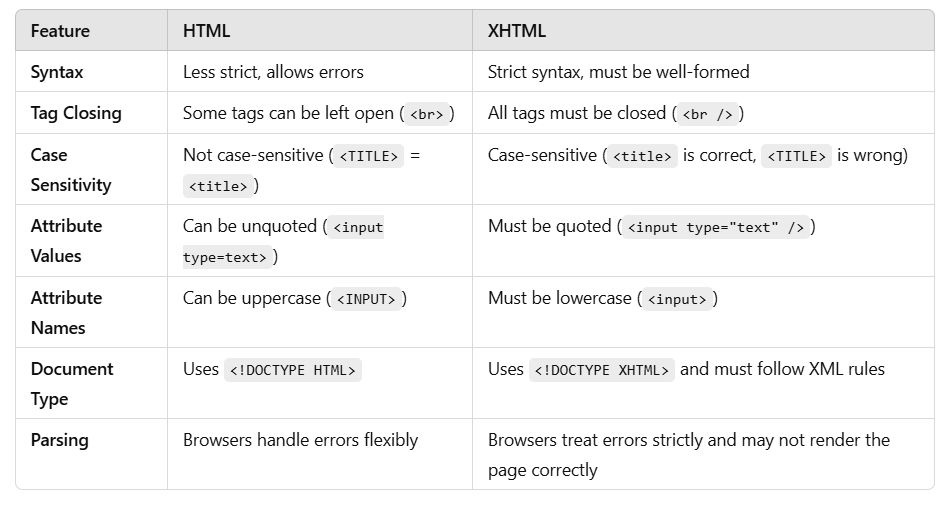 Feature HTML XHTML
Syntax Less strict, allows errors Strict syntax, must be well-formed
Tag Closing Some tags can be left open ( <br> ) All tags must be closed ( <br /> )
Case Not case-sensitive ( <TITLE> = Case-sensitive ( <title> is correct, <TITLE> is wrong)
Sensitivity <title> )
Attribute Can be unquoted ( <input Must be quoted ( <input type="text" /> )
Values type=text> )
Attribute Can be uppercase ( <INPUT> ) Must be lowercase ( <input> )
Names
Document Uses <!DOCTYPE HTML> Uses <!DOCTYPE XHTML> and must follow XML rules
Type
Parsing Browsers handle errors flexibly Browsers treat errors strictly and may not render the
page correctly